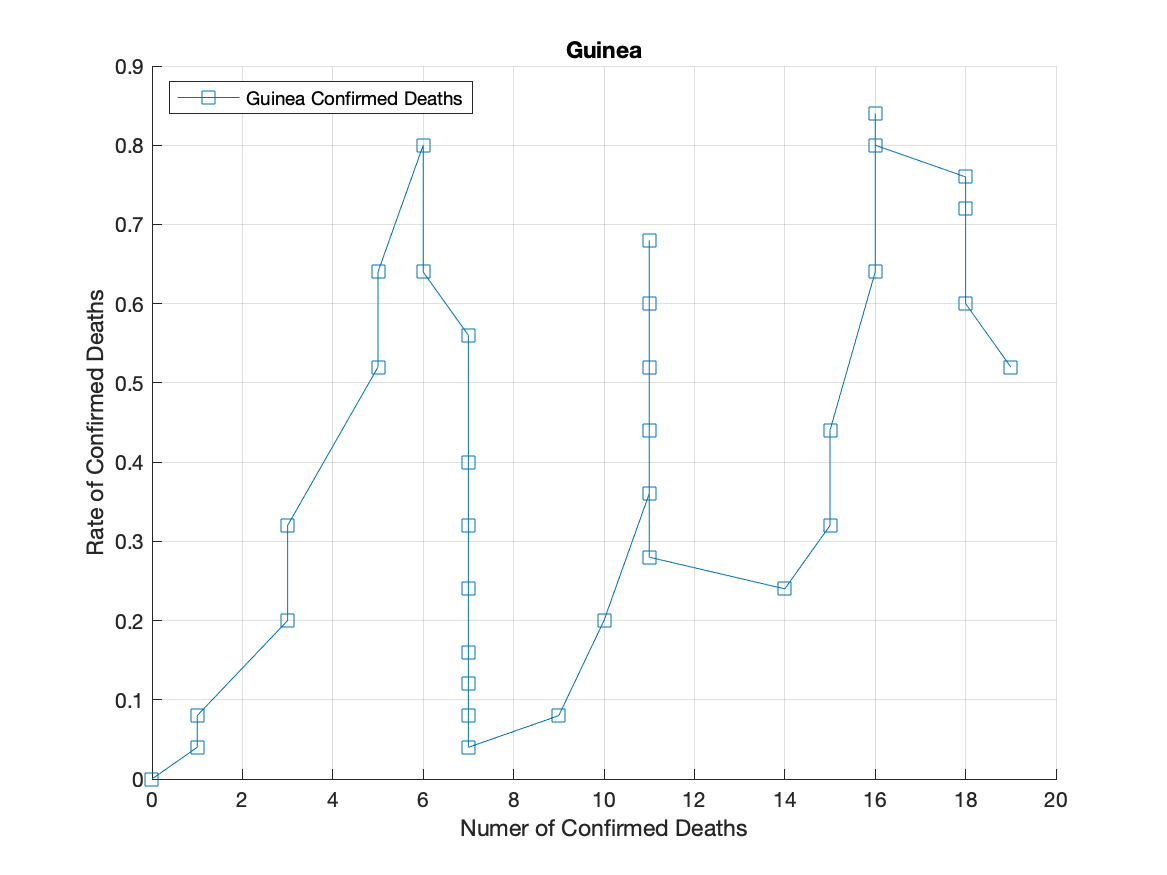 Guinea
Guinea Confirmed Deaths
0.9
0.8
0.7
0.6
0.5
0.4
0.3
0.2
0.1
0
Rate of Confirmed Deaths
0 2 4 6 8 10 12 14 16 18 20
Numer of Confirmed Deaths